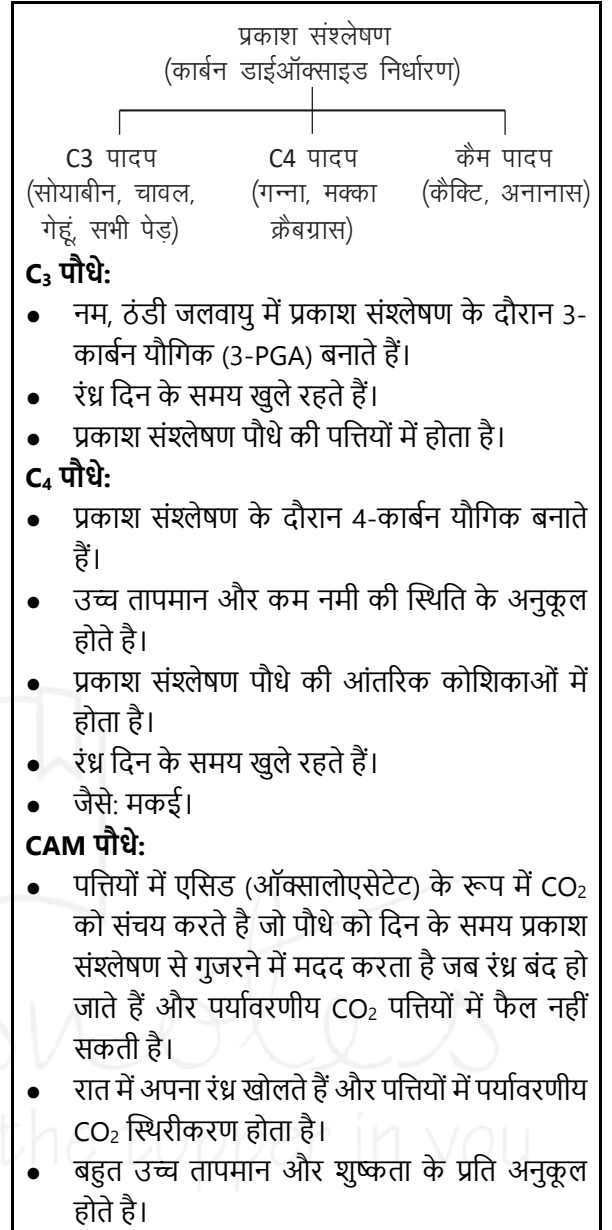 प्रकाश संश्लेषण
(कार्बन डाईऑक्साइड निर्धारण)
C3 पादप C4 पादप कैम पादप
(सोयाबीन, चावल, (गन्ना, मक्का (कैक्टि, अनानास)
गेहूं, सभी पेड़) क्रैबग्रास)
C₃ पौधे:
● नम, ठंडी जलवायु में प्रकाश संश्लेषण के दौरान 3-
कार्बन यौगिक (3-PGA) बनाते हैं।
● रंध्र दिन के समय खुले रहते हैं।
● प्रकाश संश्लेषण पौधे की पत्तियों में होता है।
C₄ पौधे:
● प्रकाश संश्लेषण के दौरान 4-कार्बन यौगिक बनाते
हैं।
● उच्च तापमान और कम नमी की स्थिति के अनुकूल
होते है।
● प्रकाश संश्लेषण पौधे की आंतरिक कोशिकाओं में
होता है।
● रंध्र दिन के समय खुले रहते हैं।
● जैसे: मकई।
CAM पौधे:
● पत्तियों में एसिड (ऑक्सालोएसेटेट) के रूप में CO₂
को संचय करते है जो पौधे को दिन के समय प्रकाश
संश्लेषण से गुजरने में मदद करता है जब रंध्र बंद हो
जाते हैं और पर्यावरणीय CO₂ पत्तियों में फैल नहीं
सकती है।
● रात में अपना रंध्र खोलते हैं और पत्तियों में पर्यावरणीय
CO₂ स्थिरीकरण होता है।
● बहुत उच्च तापमान और शुष्कता के प्रति अनुकूल
होते है।